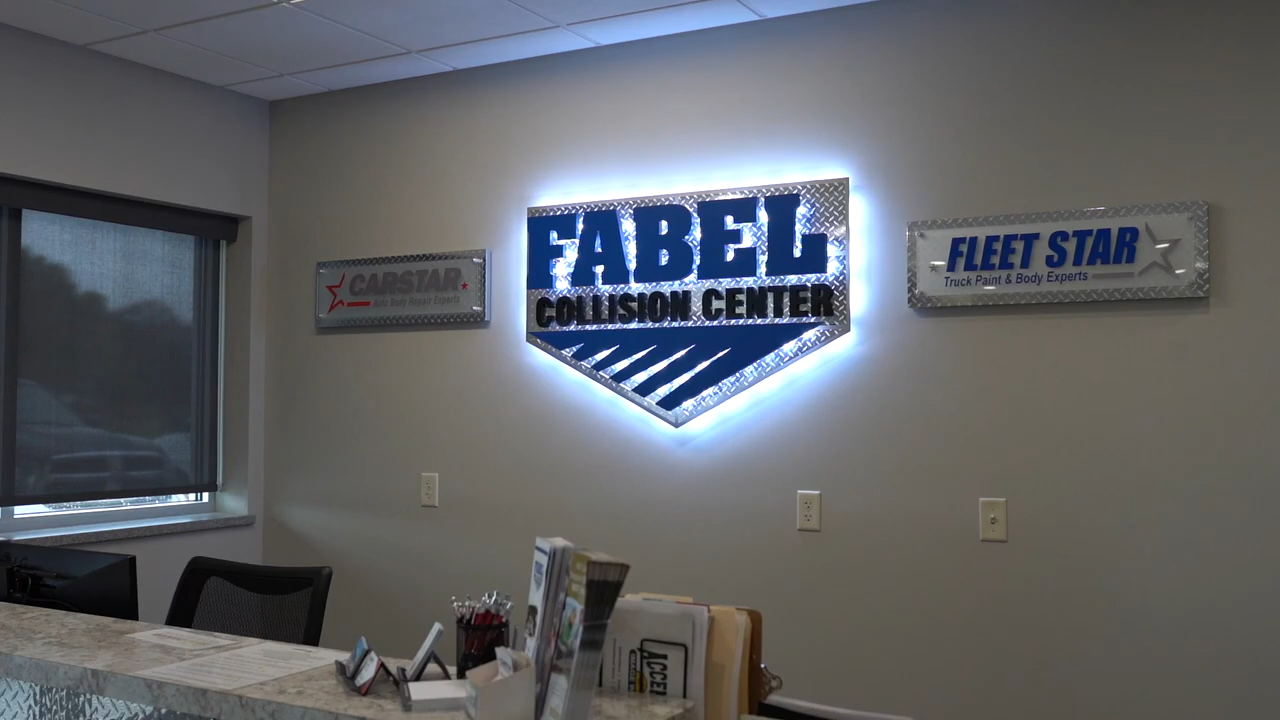 FABEL
COLLISION CENTER
CARSTAR
Auto Body Repair Experts
FLEET STAR
Truck Paint & Body Experts